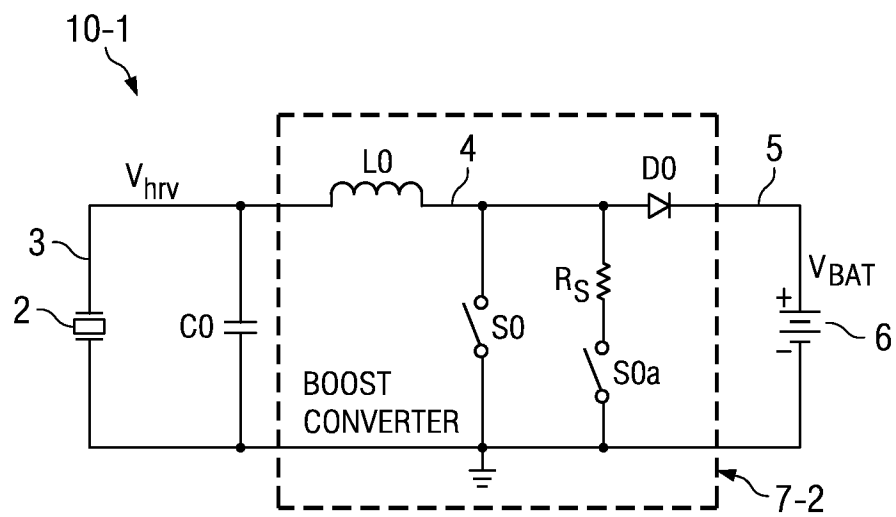 10-1
V_hrv
L0
4
D0
5
3
2
C0
S0
R_S
S0a
V_BAT
+
−
6
BOOST
CONVERTER
7-2